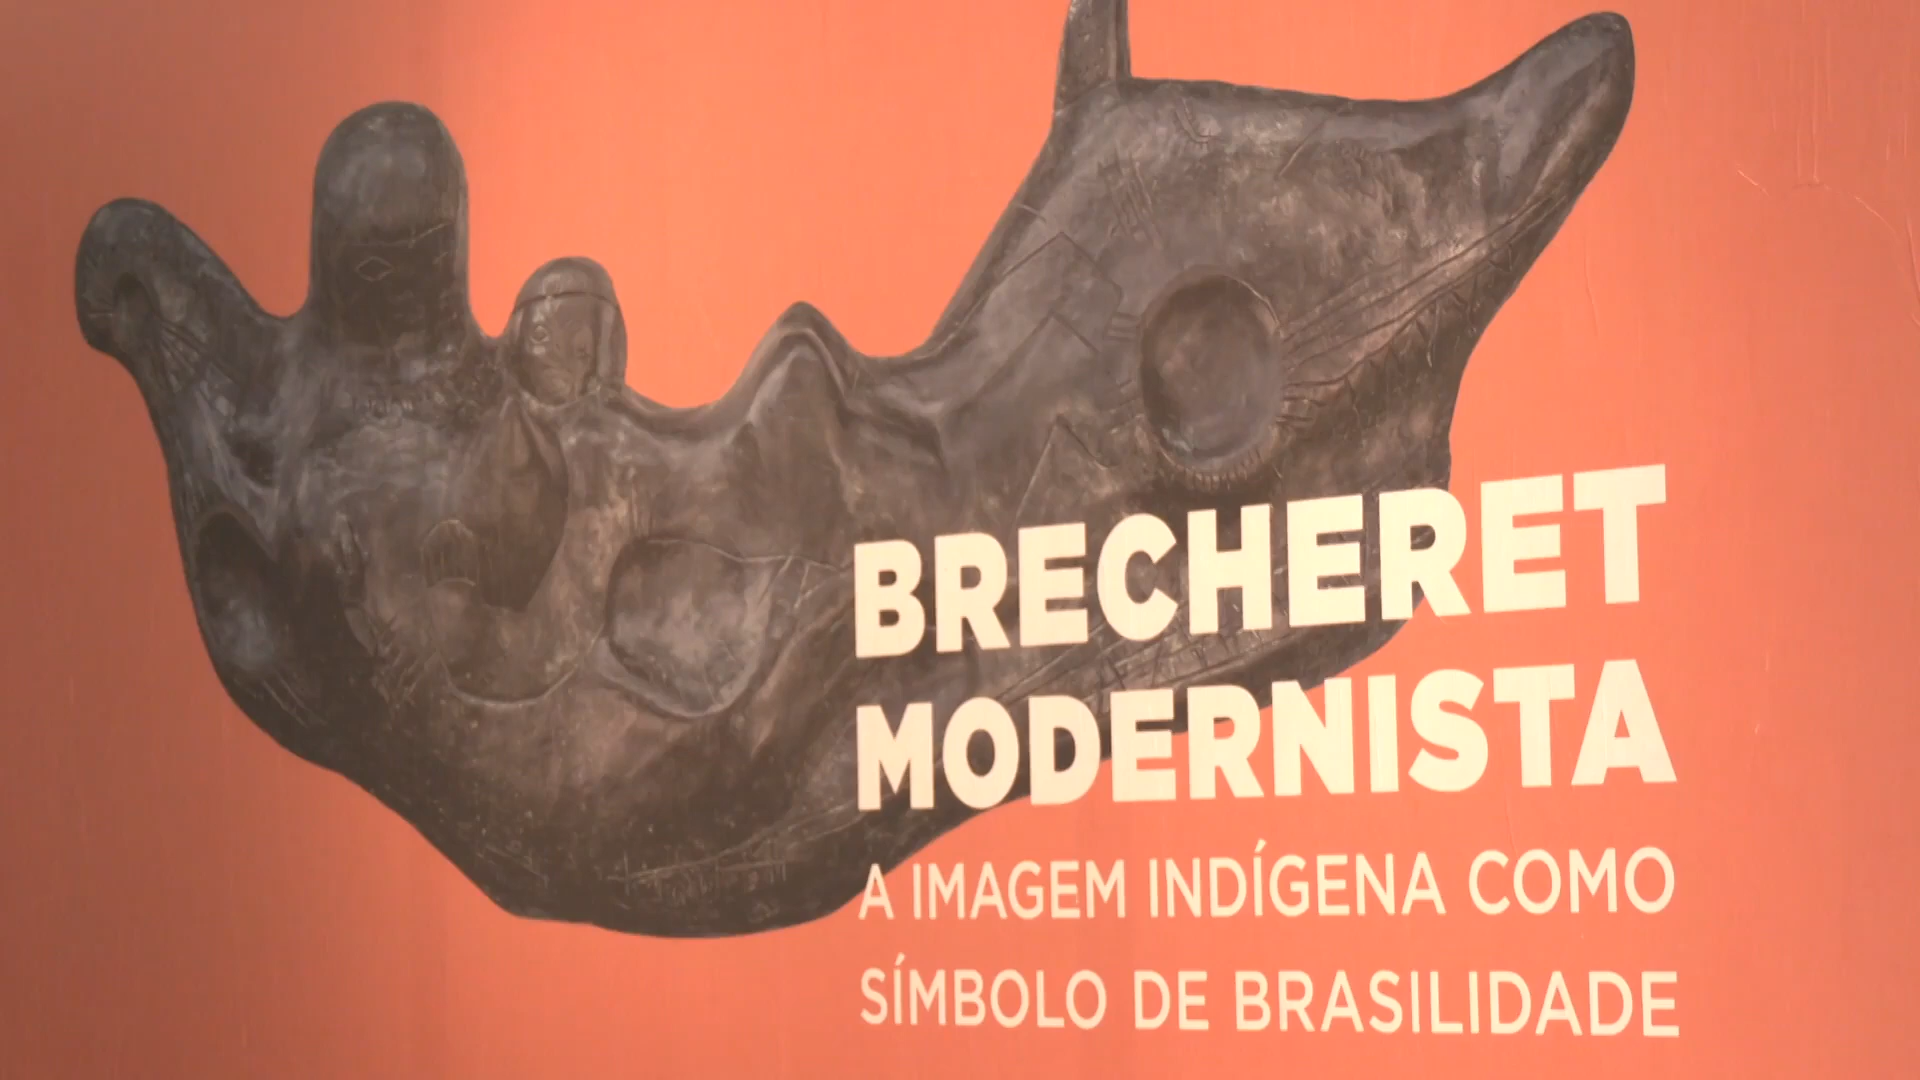 BRECHERET
MODERNISTA
A IMAGEM INDÍGENA COMO
SÍMBOLO DE BRASILIDADE